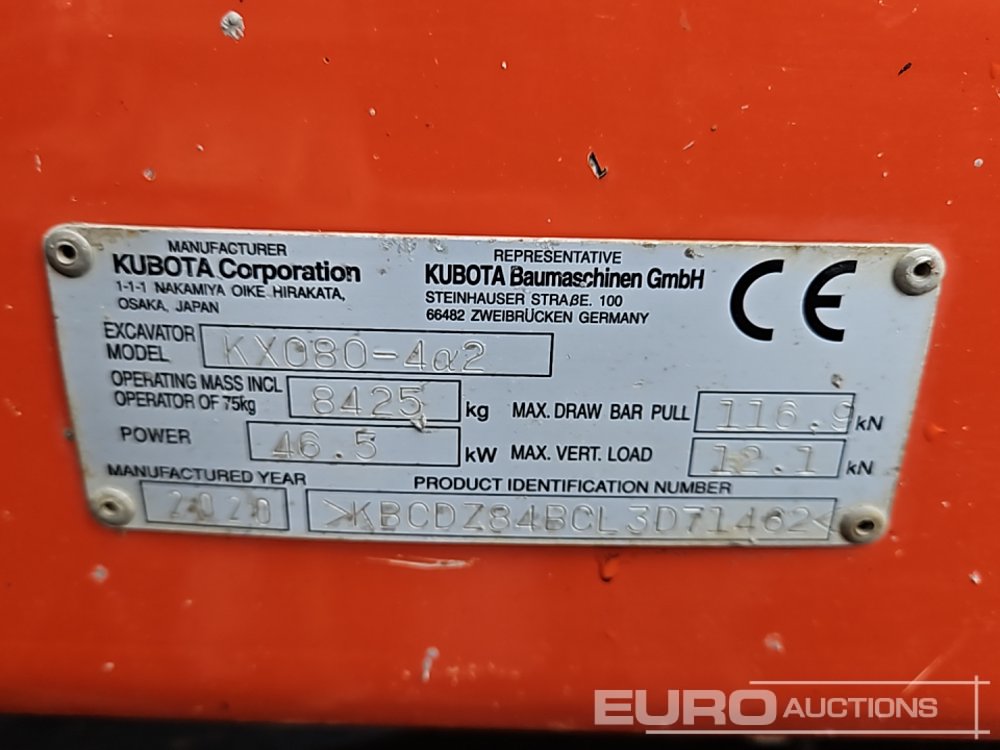 MANUFACTURER
KUBOTA Corporation
1-1-1 NAKAMIYA OIKE HIRAKATA,
OSAKA, JAPAN
REPRESENTATIVE
KUBOTA Baumaschinen GmbH
STEINHAUSER STRAßE. 100
66482 ZWEIBRÜCKEN GERMANY
CE
EXCAVATOR MODEL KX080-4α2
OPERATING MASS INCL
OPERATOR OF 75kg 8425 kg
MAX. DRAW BAR PULL 116.9 kN
POWER 46.5 kW
MAX. VERT. LOAD 12.1 kN
MANUFACTURED YEAR
2020
PRODUCT IDENTIFICATION NUMBER
>KBCDZ84BCL3D71462<
EURO AUCTIONS